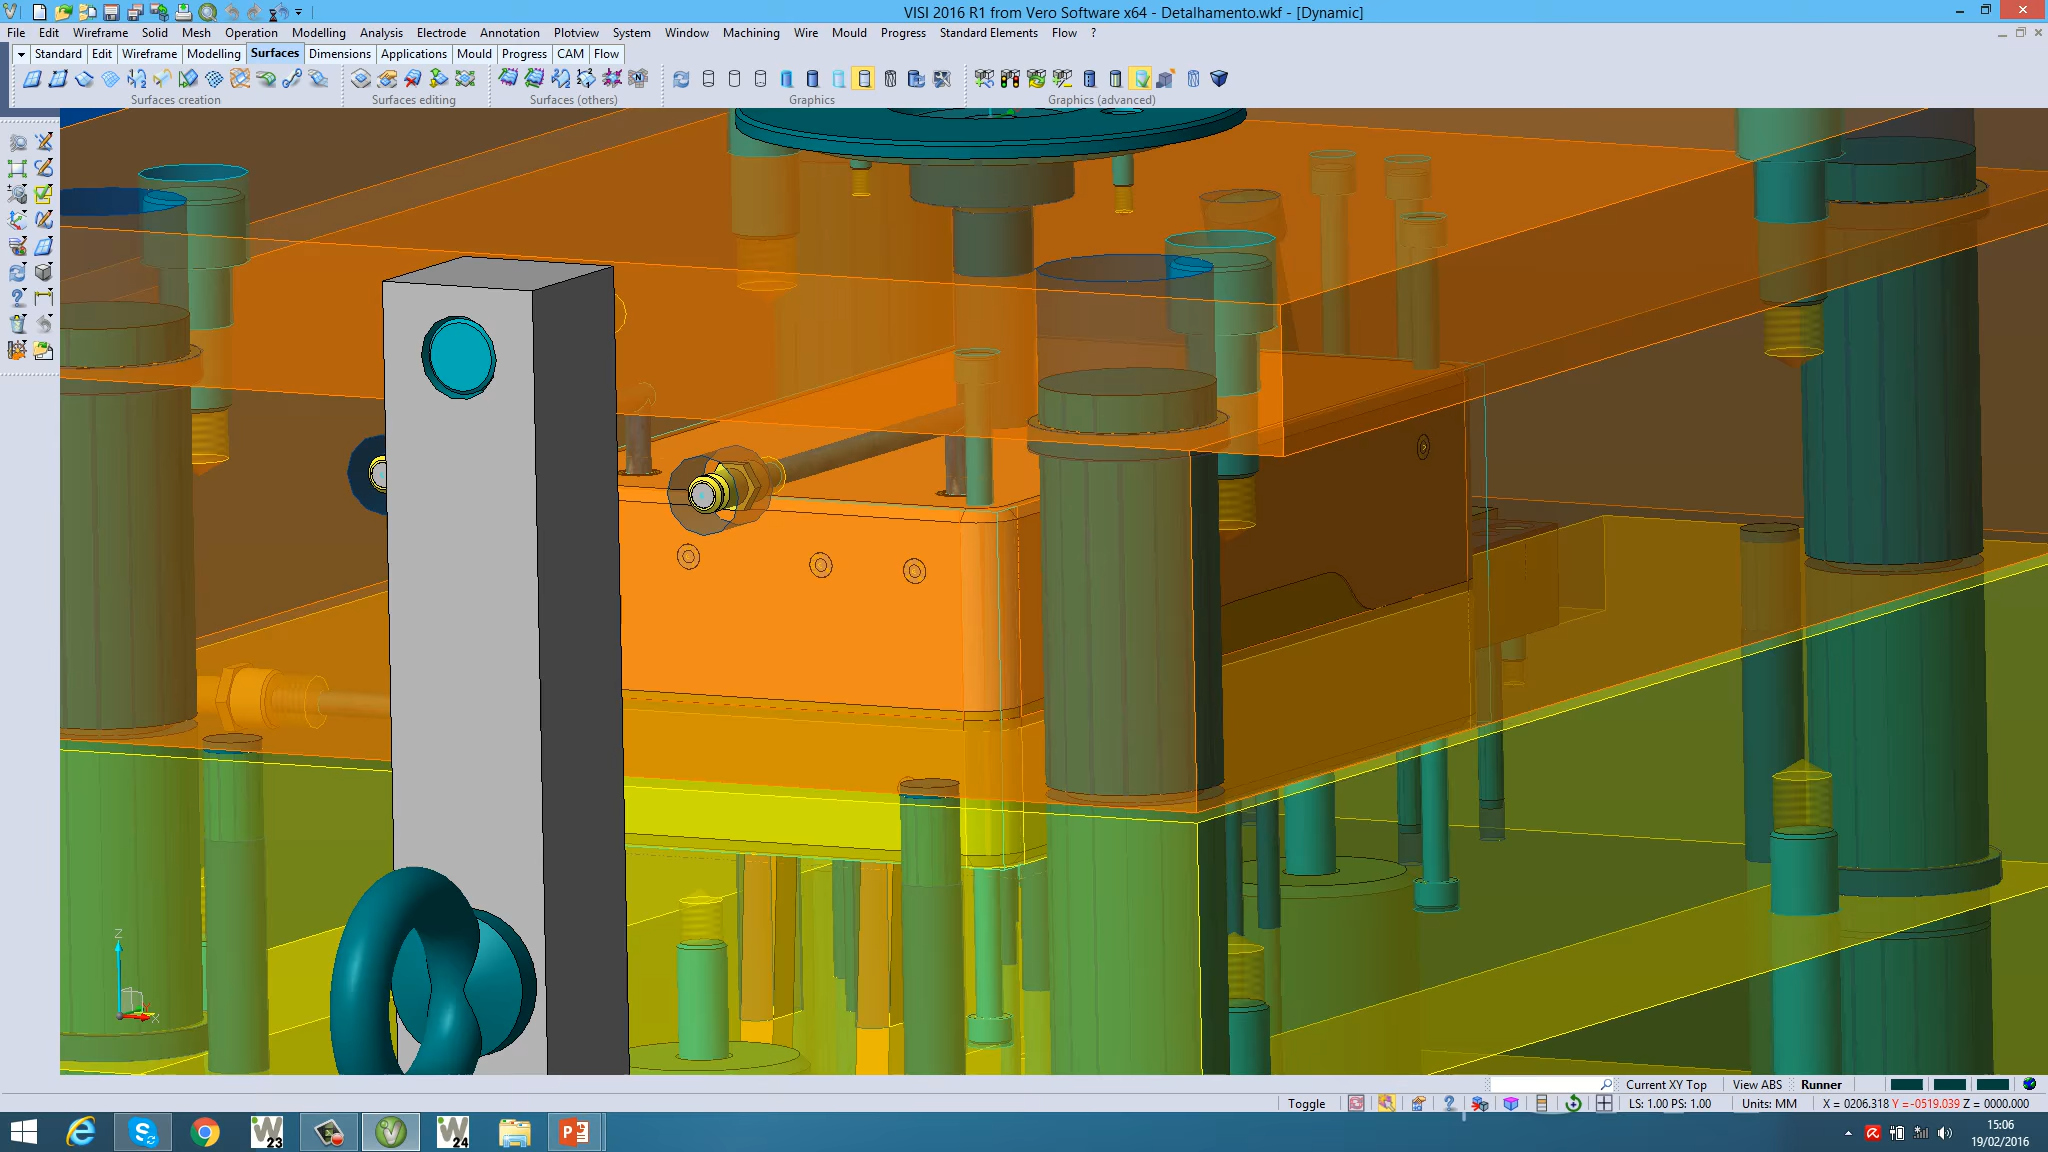 VISI 2016 R1 from Vero Software x64 - Detalhamento.wkf - [Dynamic]
File Edit Wireframe Solid Mesh Operation Modelling Analysis Electrode Annotation Plotview System Window Machining Wire Mould Progress Standard Elements Flow ?
Standard Edit Wireframe Modelling Surfaces Dimensions Applications Mould Progress CAM Flow
Surfaces creation Surfaces editing Surfaces (others) Graphics Graphics (advanced)
Z
X
Current XY Top View ABS Runner
Toggle LS: 1.00 PS: 1.00 Units: MM X = 0206.318 Y =-0519.039 Z = 0000.000
23 24
15:06
19/02/2016